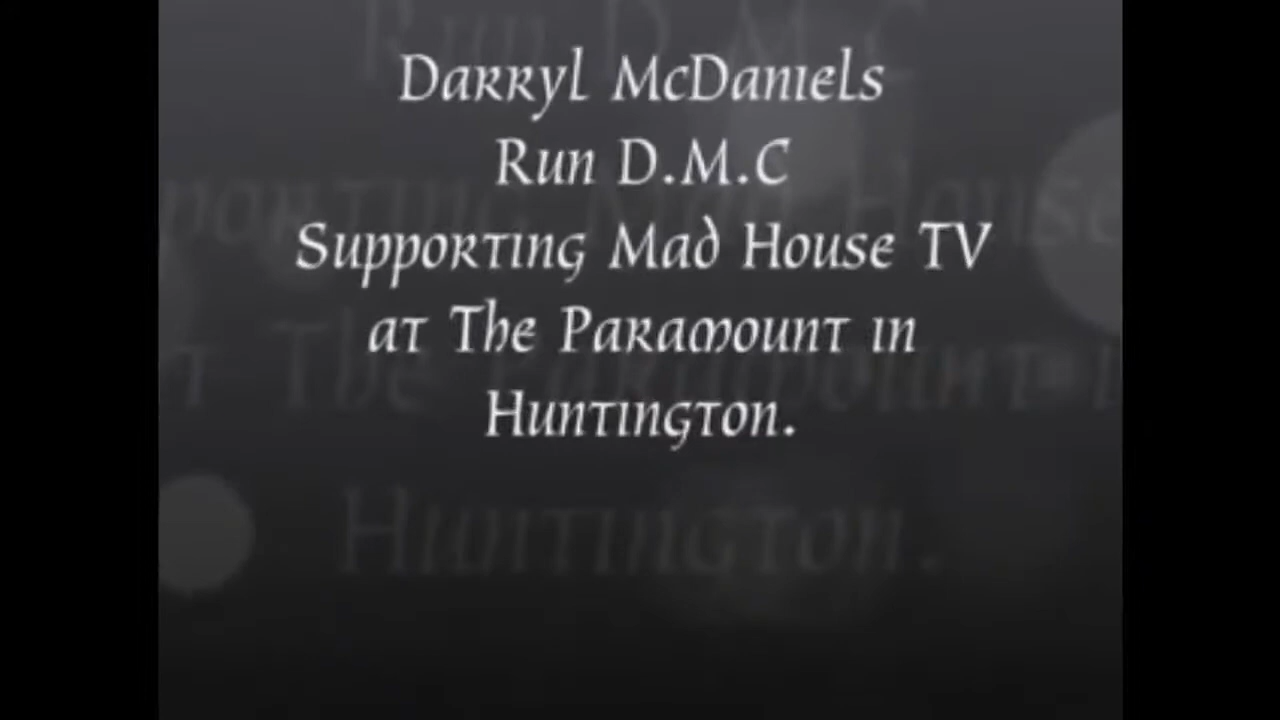 Darryl McDaniels
Run D.M.C
Supporting Mad House TV
at The Paramount in
Huntington.